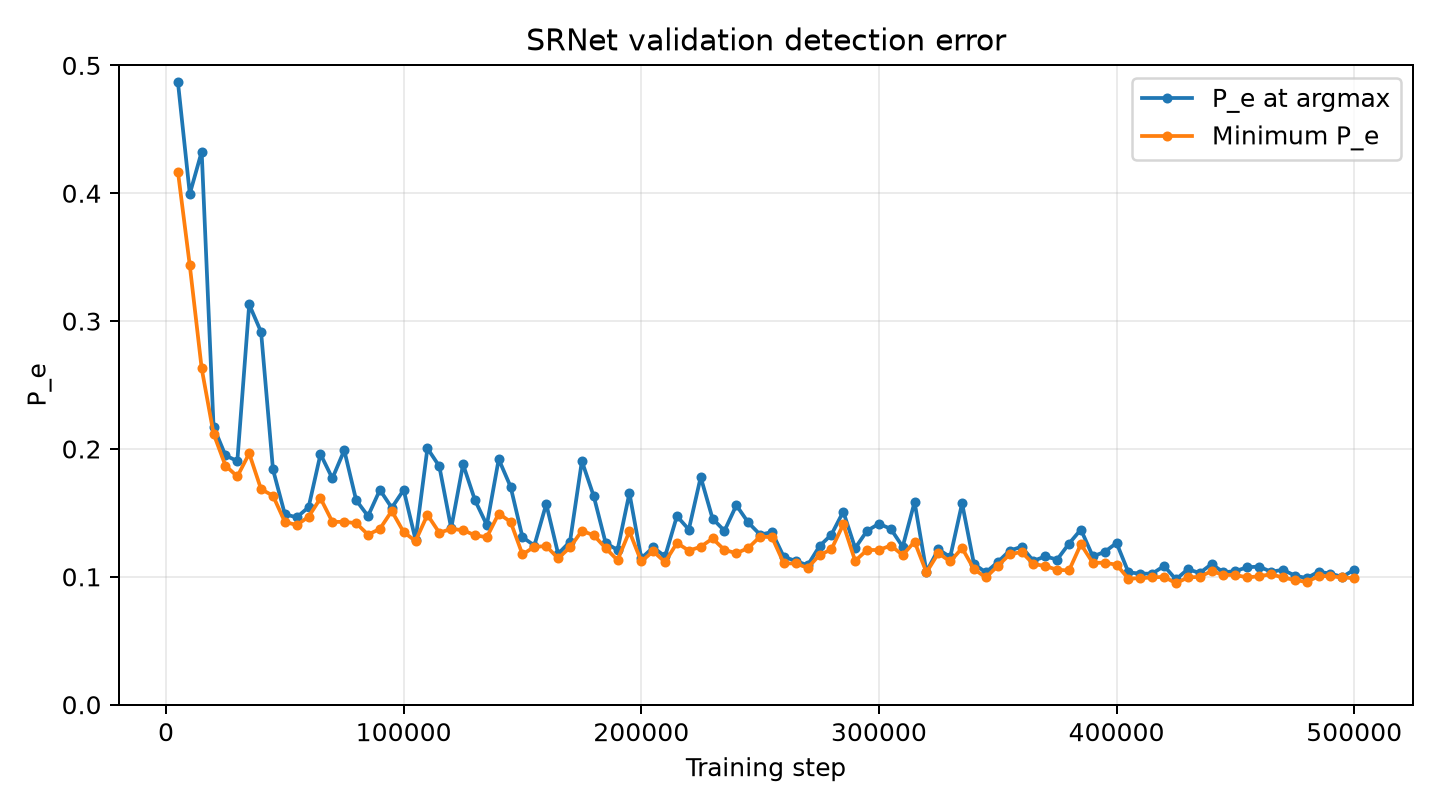 SRNet validation detection error
P_e at argmax
Minimum P_e
P_e
0.5
0.4
0.3
0.2
0.1
0.0
0 100000 200000 300000 400000 500000
Training step